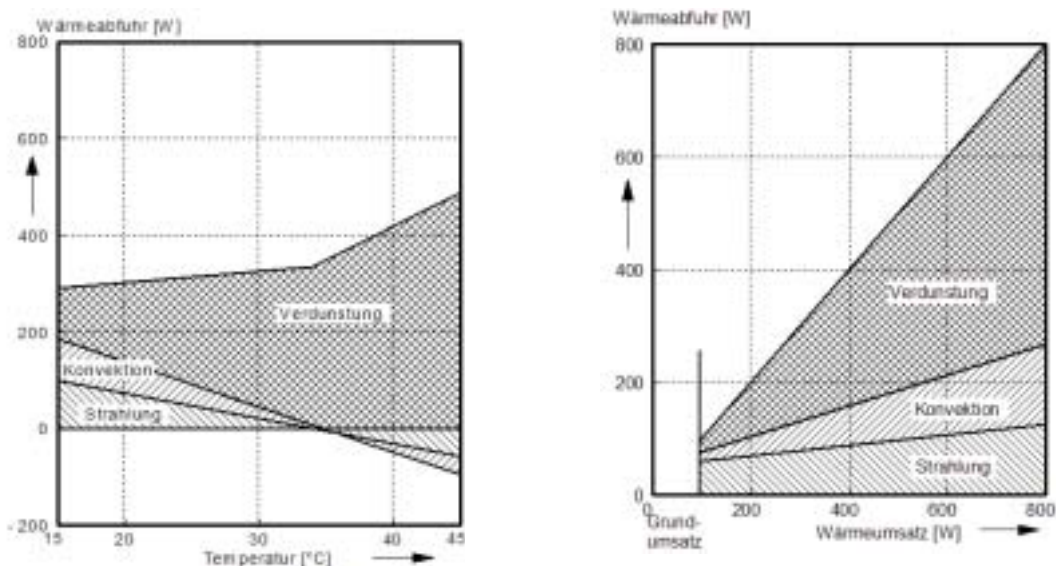 Wärmeabfuhr [W]
800
600
400
200
0
-200
Verdunstung
Konvektion
Strahlung
15
20
30
40
45
Temperatur [°C]
Wärmeabfuhr [W]
800
600
400
200
0
Verdunstung
Konvektion
Strahlung
0
200
400
600
800
Grund-
umsatz
Wärmeumsatz [W]